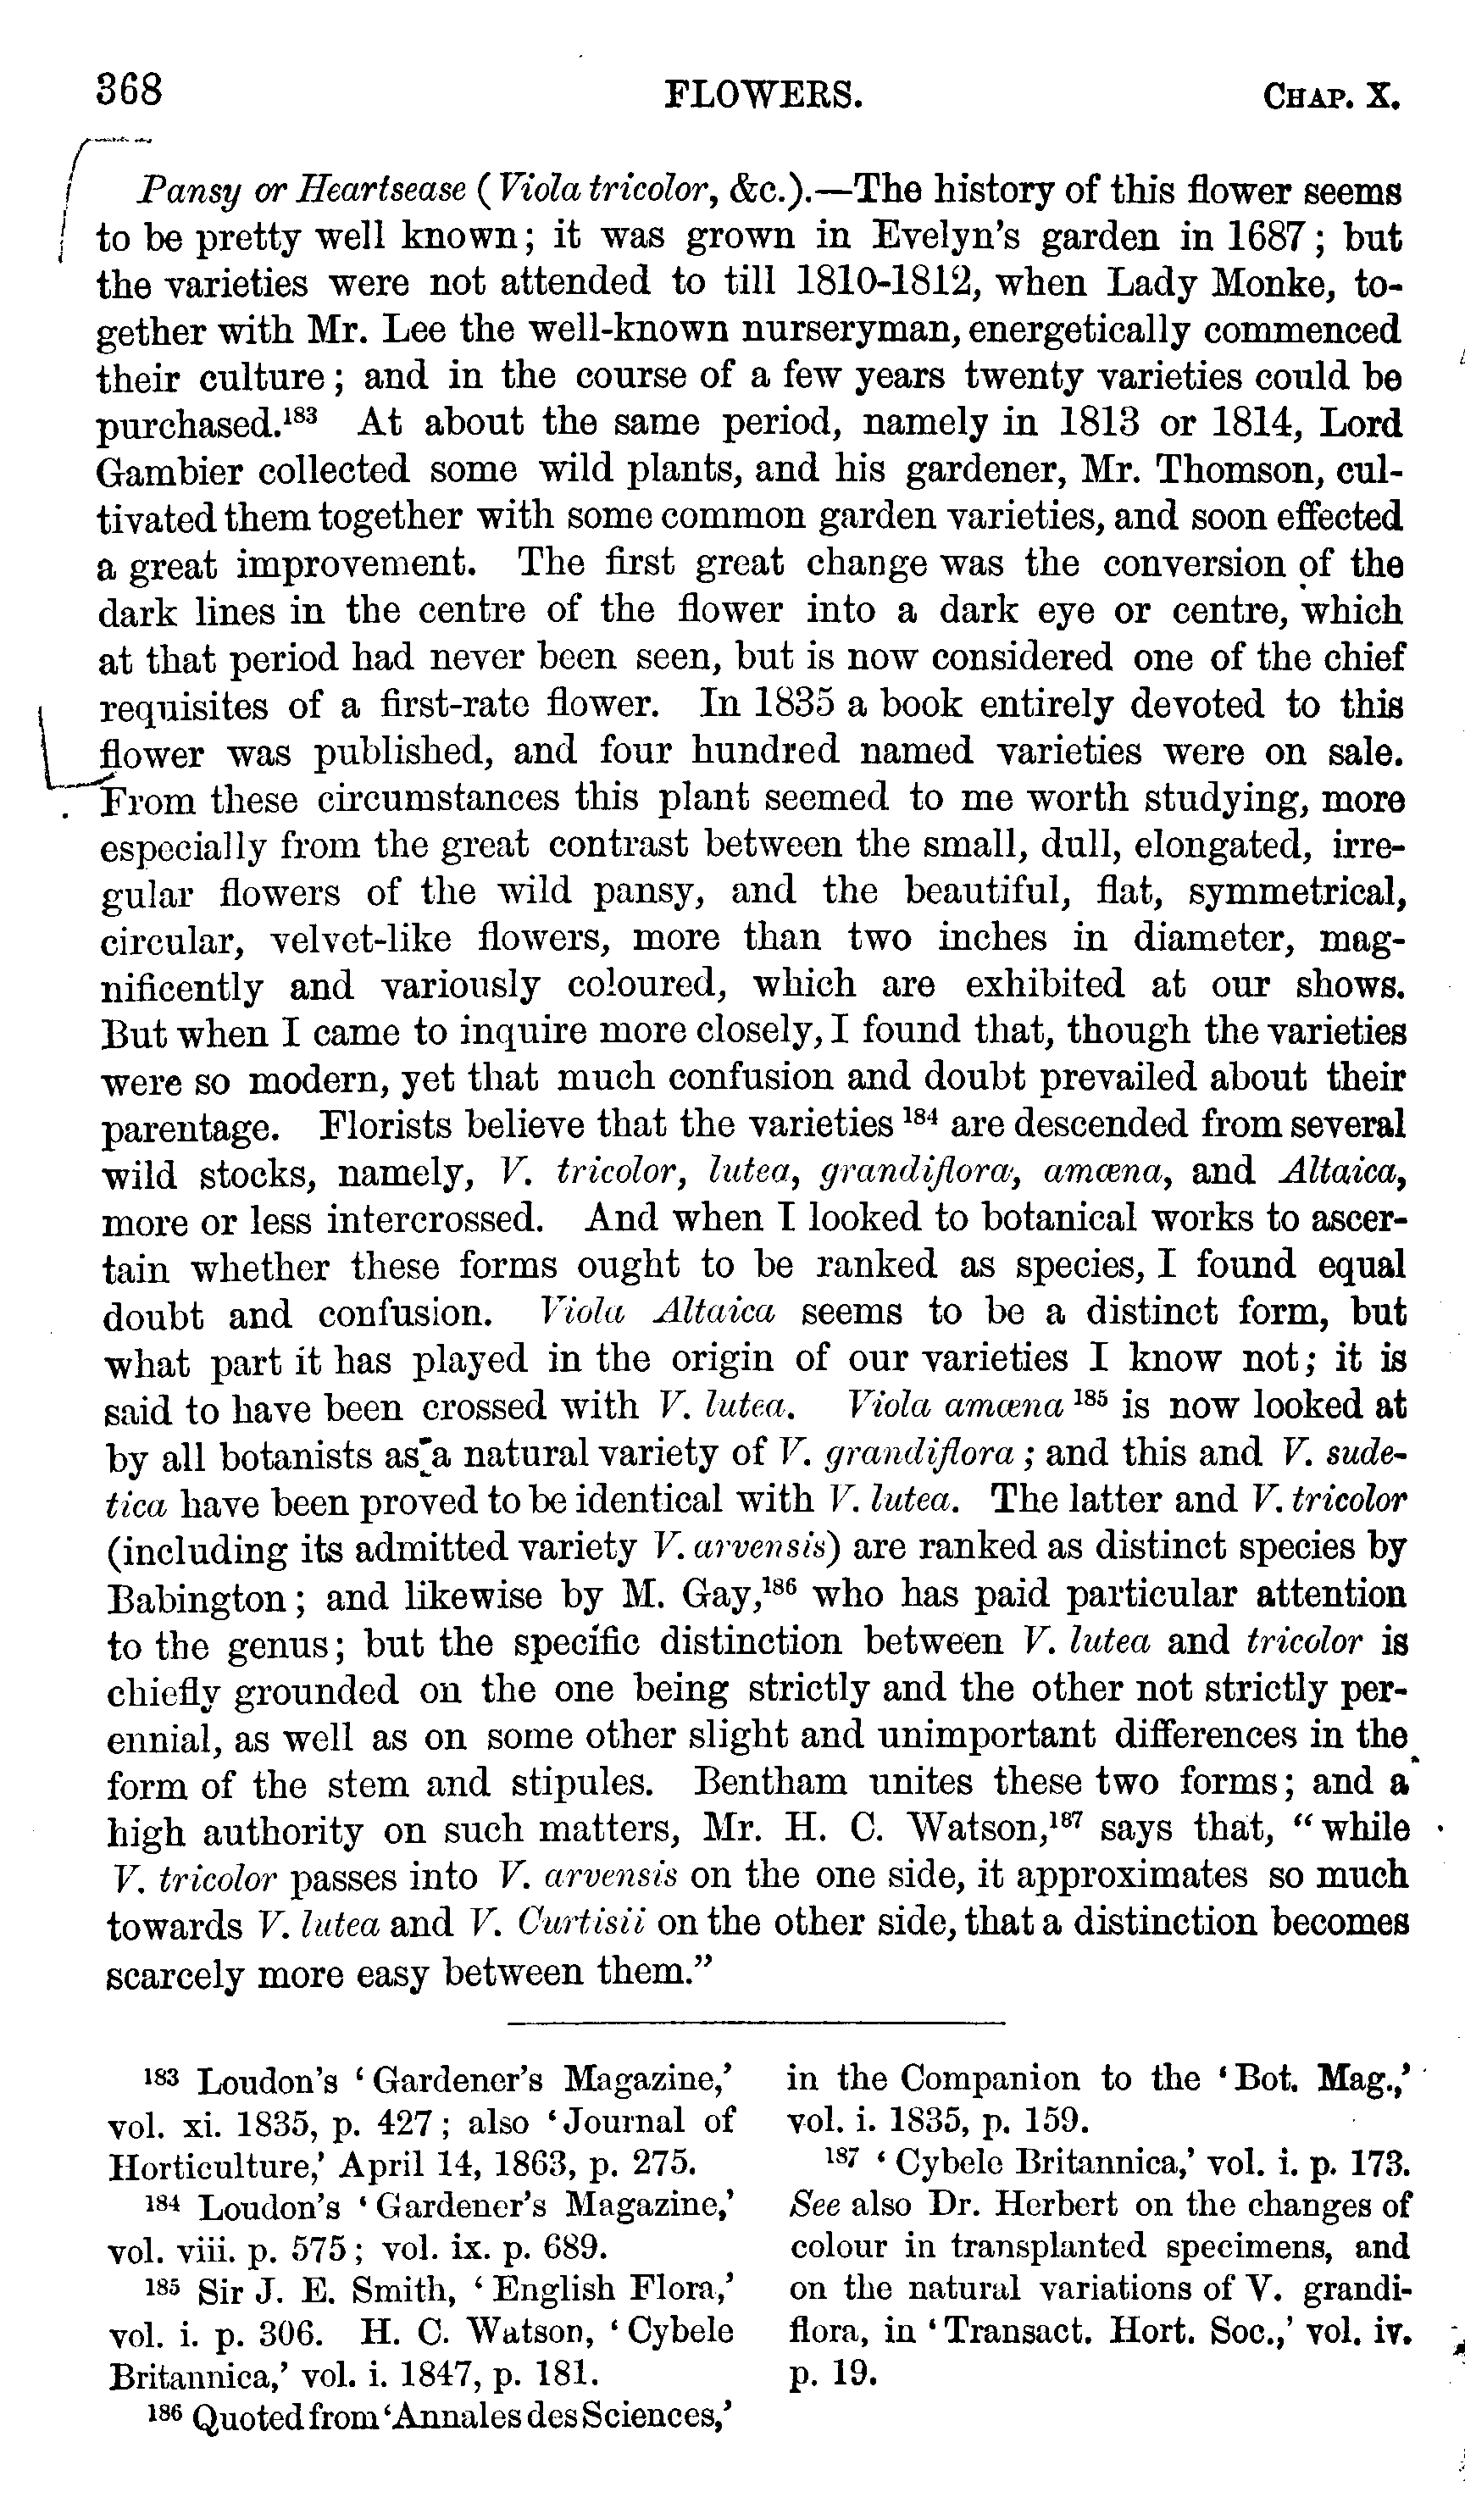 368 FLOWERS. CHAP. X.
Pansy or Heartsease (Viola tricolor, &c.).—The history of this flower seems
to be pretty well known; it was grown in Evelyn's garden in 1687; but
the varieties were not attended to till 1810-1812, when Lady Monke, to-
gether with Mr. Lee the well-known nurseryman, energetically commenced
their culture; and in the course of a few years twenty varieties could be
purchased.¹⁸³ At about the same period, namely in 1813 or 1814, Lord
Gambier collected some wild plants, and his gardener, Mr. Thomson, cul-
tivated them together with some common garden varieties, and soon effected
a great improvement. The first great change was the conversion of the
dark lines in the centre of the flower into a dark eye or centre, which
at that period had never been seen, but is now considered one of the chief
requisites of a first-rate flower. In 1835 a book entirely devoted to this
flower was published, and four hundred named varieties were on sale.
From these circumstances this plant seemed to me worth studying, more
especially from the great contrast between the small, dull, elongated, irre-
gular flowers of the wild pansy, and the beautiful, flat, symmetrical,
circular, velvet-like flowers, more than two inches in diameter, mag-
nificently and variously coloured, which are exhibited at our shows.
But when I came to inquire more closely, I found that, though the varieties
were so modern, yet that much confusion and doubt prevailed about their
parentage. Florists believe that the varieties ¹⁸⁴ are descended from several
wild stocks, namely, V. tricolor, lutea, grandiflora, amœna, and Altaica,
more or less intercrossed. And when I looked to botanical works to ascer-
tain whether these forms ought to be ranked as species, I found equal
doubt and confusion. Viola Altaica seems to be a distinct form, but
what part it has played in the origin of our varieties I know not; it is
said to have been crossed with V. lutea. Viola amœna ¹⁸⁵ is now looked at
by all botanists as a natural variety of V. grandiflora; and this and V. sude-
tica have been proved to be identical with V. lutea. The latter and V. tricolor
(including its admitted variety V. arvensis) are ranked as distinct species by
Babington; and likewise by M. Gay,¹⁸⁶ who has paid particular attention
to the genus; but the specific distinction between V. lutea and tricolor is
chiefly grounded on the one being strictly and the other not strictly per-
ennial, as well as on some other slight and unimportant differences in the
form of the stem and stipules. Bentham unites these two forms; and a
high authority on such matters, Mr. H. C. Watson,¹⁸⁷ says that, "while
V. tricolor passes into V. arvensis on the one side, it approximates so much
towards V. lutea and V. Curtisii on the other side, that a distinction becomes
scarcely more easy between them."
¹⁸³ Loudon's 'Gardener's Magazine,'
vol. xi. 1835, p. 427; also 'Journal of
Horticulture,' April 14, 1863, p. 275.
¹⁸⁴ Loudon's 'Gardener's Magazine,'
vol. viii. p. 575; vol. ix. p. 689.
¹⁸⁵ Sir J. E. Smith, 'English Flora,'
vol. i. p. 306. H. C. Watson, 'Cybele
Britannica,' vol. i. 1847, p. 181.
¹⁸⁶ Quoted from 'Annales des Sciences,'
in the Companion to the 'Bot. Mag.,'
vol. i. 1835, p. 159.
¹⁸⁷ 'Cybele Britannica,' vol. i. p. 173.
See also Dr. Herbert on the changes of
colour in transplanted specimens, and
on the natural variations of V. grandi-
flora, in 'Transact. Hort. Soc.,' vol. iv.
p. 19.